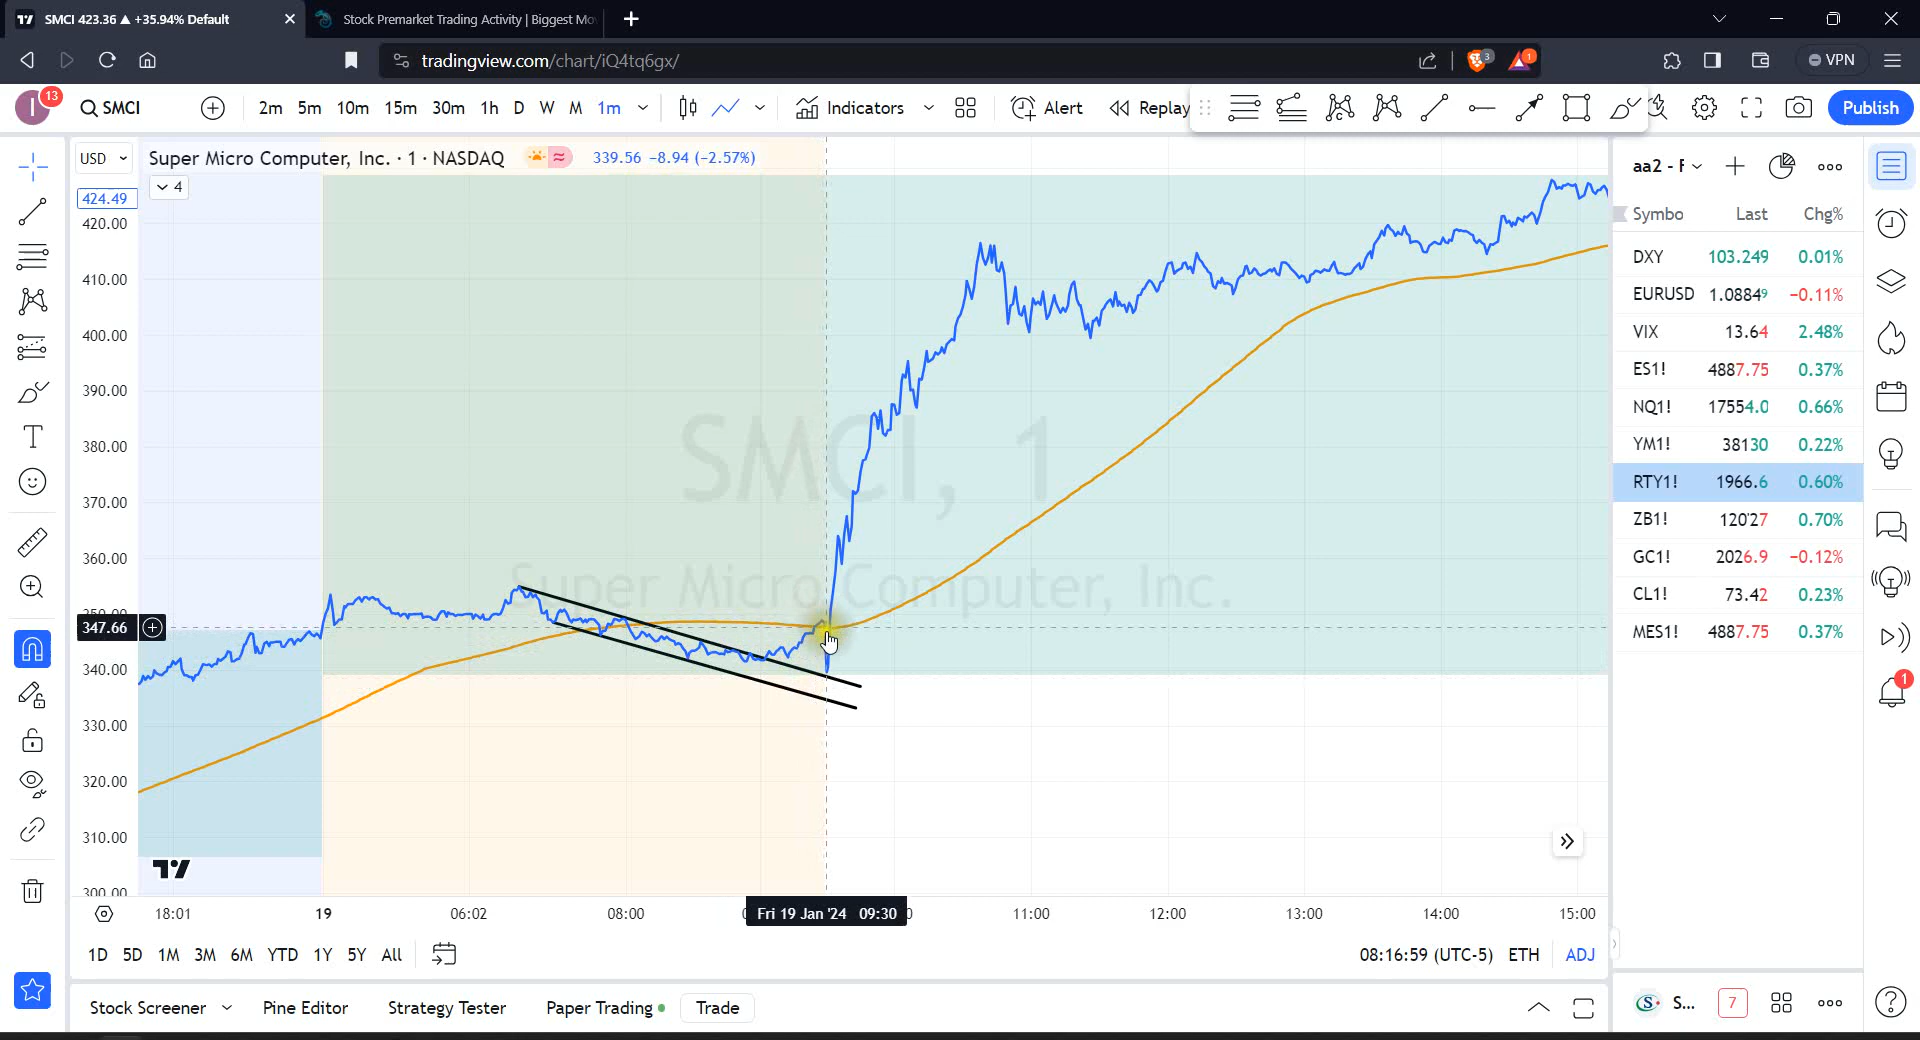 SMCI 423.36 ▲ +35.94% Default
Stock Premarket Trading Activity | Biggest Mo
tradingview.com/chart/iQ4tq6gx/
3
1
VPN
I
13
SMCI
2m 5m 10m 15m 30m 1h D W M 1m
Indicators
Alert
Replay
Publish
USD
Super Micro Computer, Inc. · 1 · NASDAQ
339.56 −8.94 (−2.57%)
4
424.49
420.00
410.00
400.00
390.00
380.00
370.00
360.00
350.00
347.66
340.00
330.00
320.00
310.00
300.00
SMCI, 1
Super Micro Computer, Inc.
18:01 19 06:02 08:00 Fri 19 Jan '24 09:30 11:00 12:00 13:00 14:00 15:00
1D 5D 1M 3M 6M YTD 1Y 5Y All
08:16:59 (UTC-5) ETH ADJ
Stock Screener Pine Editor Strategy Tester Paper Trading Trade
aa2 - F
Symbo Last Chg%
DXY 103.249 0.01%
EURUSD 1.08849 −0.11%
VIX 13.64 2.48%
ES1! 4887.75 0.37%
NQ1! 17554.0 0.66%
YM1! 38130 0.22%
RTY1! 1966.6 0.60%
ZB1! 120'27 0.70%
GC1! 2026.9 −0.12%
CL1! 73.42 0.23%
MES1! 4887.75 0.37%
1
S S... 7